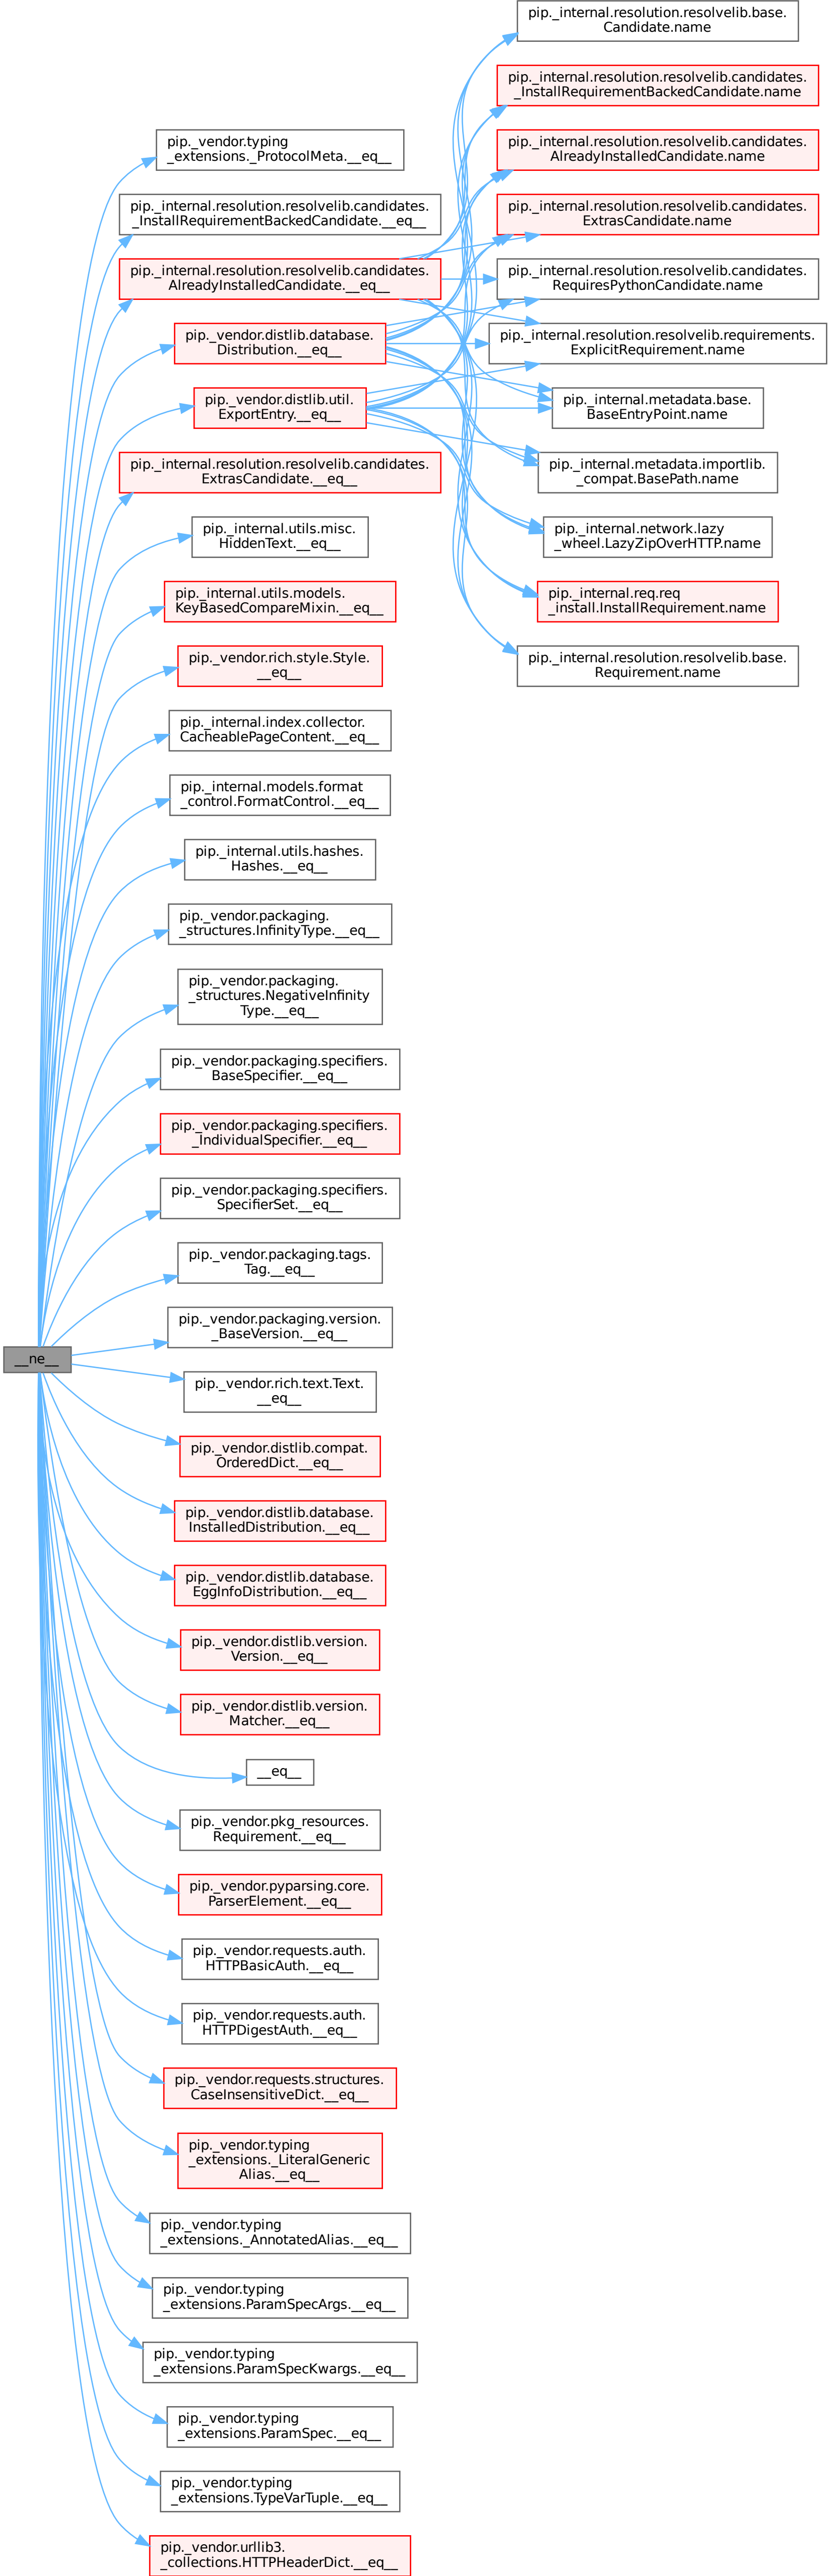 __ne__
pip._vendor.typing
_extensions._ProtocolMeta.__eq__
pip._internal.resolution.resolvelib.candidates.
_InstallRequirementBackedCandidate.__eq__
pip._internal.resolution.resolvelib.candidates.
AlreadyInstalledCandidate.__eq__
pip._vendor.distlib.database.
Distribution.__eq__
pip._vendor.distlib.util.
ExportEntry.__eq__
pip._internal.resolution.resolvelib.candidates.
ExtrasCandidate.__eq__
pip._internal.utils.misc.
HiddenText.__eq__
pip._internal.utils.models.
KeyBasedCompareMixin.__eq__
pip._vendor.rich.style.Style.
__eq__
pip._internal.index.collector.
CacheablePageContent.__eq__
pip._internal.models.format
_control.FormatControl.__eq__
pip._internal.utils.hashes.
Hashes.__eq__
pip._vendor.packaging.
_structures.InfinityType.__eq__
pip._vendor.packaging.
_structures.NegativeInfinity
Type.__eq__
pip._vendor.packaging.specifiers.
BaseSpecifier.__eq__
pip._vendor.packaging.specifiers.
_IndividualSpecifier.__eq__
pip._vendor.packaging.specifiers.
SpecifierSet.__eq__
pip._vendor.packaging.tags.
Tag.__eq__
pip._vendor.packaging.version.
_BaseVersion.__eq__
pip._vendor.rich.text.Text.
__eq__
pip._vendor.distlib.compat.
OrderedDict.__eq__
pip._vendor.distlib.database.
InstalledDistribution.__eq__
pip._vendor.distlib.database.
EggInfoDistribution.__eq__
pip._vendor.distlib.version.
Version.__eq__
pip._vendor.distlib.version.
Matcher.__eq__
__eq__
pip._vendor.pkg_resources.
Requirement.__eq__
pip._vendor.pyparsing.core.
ParserElement.__eq__
pip._vendor.requests.auth.
HTTPBasicAuth.__eq__
pip._vendor.requests.auth.
HTTPDigestAuth.__eq__
pip._vendor.requests.structures.
CaseInsensitiveDict.__eq__
pip._vendor.typing
_extensions._LiteralGeneric
Alias.__eq__
pip._vendor.typing
_extensions._AnnotatedAlias.__eq__
pip._vendor.typing
_extensions.ParamSpecArgs.__eq__
pip._vendor.typing
_extensions.ParamSpecKwargs.__eq__
pip._vendor.typing
_extensions.ParamSpec.__eq__
pip._vendor.typing
_extensions.TypeVarTuple.__eq__
pip._vendor.urllib3.
_collections.HTTPHeaderDict.__eq__
pip._internal.resolution.resolvelib.base.
Candidate.name
pip._internal.resolution.resolvelib.candidates.
_InstallRequirementBackedCandidate.name
pip._internal.resolution.resolvelib.candidates.
AlreadyInstalledCandidate.name
pip._internal.resolution.resolvelib.candidates.
ExtrasCandidate.name
pip._internal.resolution.resolvelib.candidates.
RequiresPythonCandidate.name
pip._internal.resolution.resolvelib.requirements.
ExplicitRequirement.name
pip._internal.metadata.base.
BaseEntryPoint.name
pip._internal.metadata.importlib.
_compat.BasePath.name
pip._internal.network.lazy
_wheel.LazyZipOverHTTP.name
pip._internal.req.req
_install.InstallRequirement.name
pip._internal.resolution.resolvelib.base.
Requirement.name